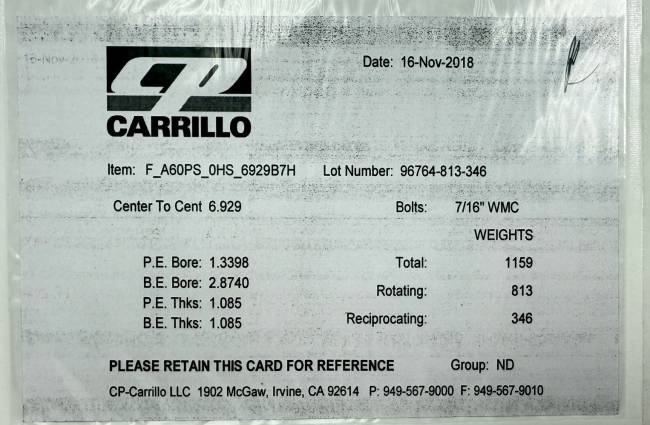 CP
CARRILLO
Date: 16-Nov-2018
Item: F_A60PS_0HS_6929B7H Lot Number: 96764-813-346
Center To Cent 6.929 Bolts: 7/16" WMC
WEIGHTS
P.E. Bore: 1.3398 Total: 1159
B.E. Bore: 2.8740 Rotating: 813
P.E. Thks: 1.085
B.E. Thks: 1.085 Reciprocating: 346
PLEASE RETAIN THIS CARD FOR REFERENCE Group: ND
CP-Carrillo LLC 1902 McGaw, Irvine, CA 92614 P: 949-567-9000 F: 949-567-9010